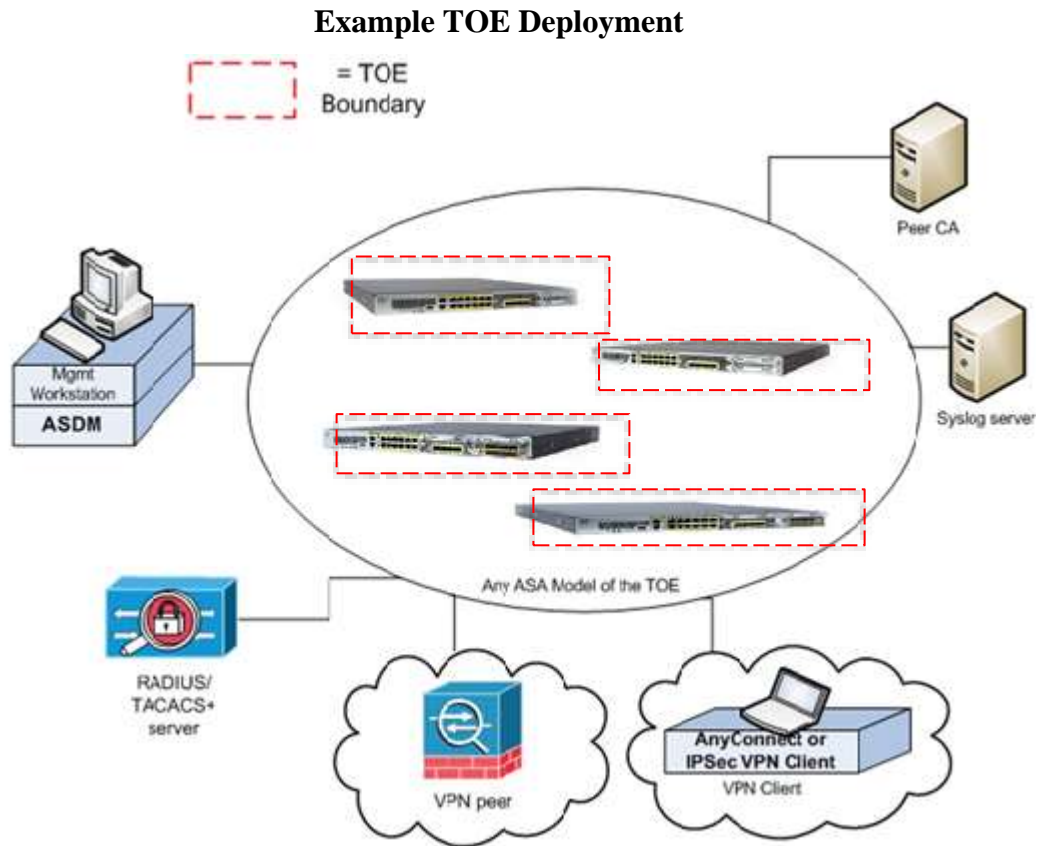 Example TOE Deployment
= TOE
Boundary
Peer CA
Mgmt
Workstation
ASDM
Syslog server
Any ASA Model of the TOE
RADIUS/
TACACS+
server
AnyConnect or
IPSec VPN Client
VPN Client
VPN peer